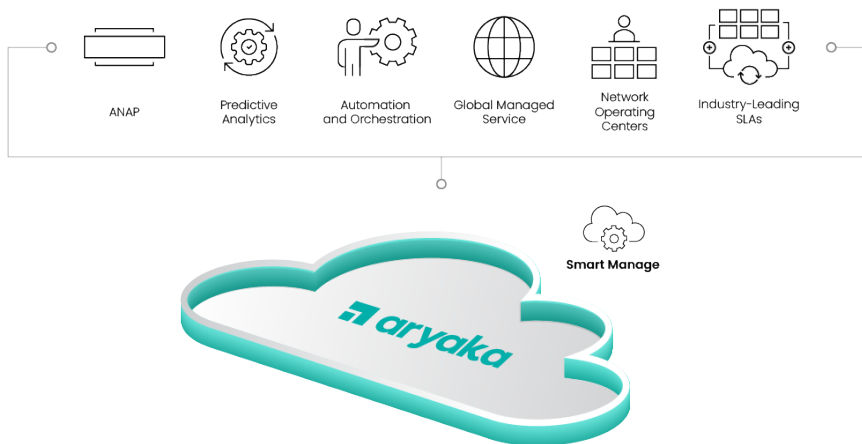 ANAP
Predictive
Analytics
Automation
and Orchestration
Global Managed
Service
Network
Operating
Centers
Industry-Leading
SLAs
Smart Manage
aryaka